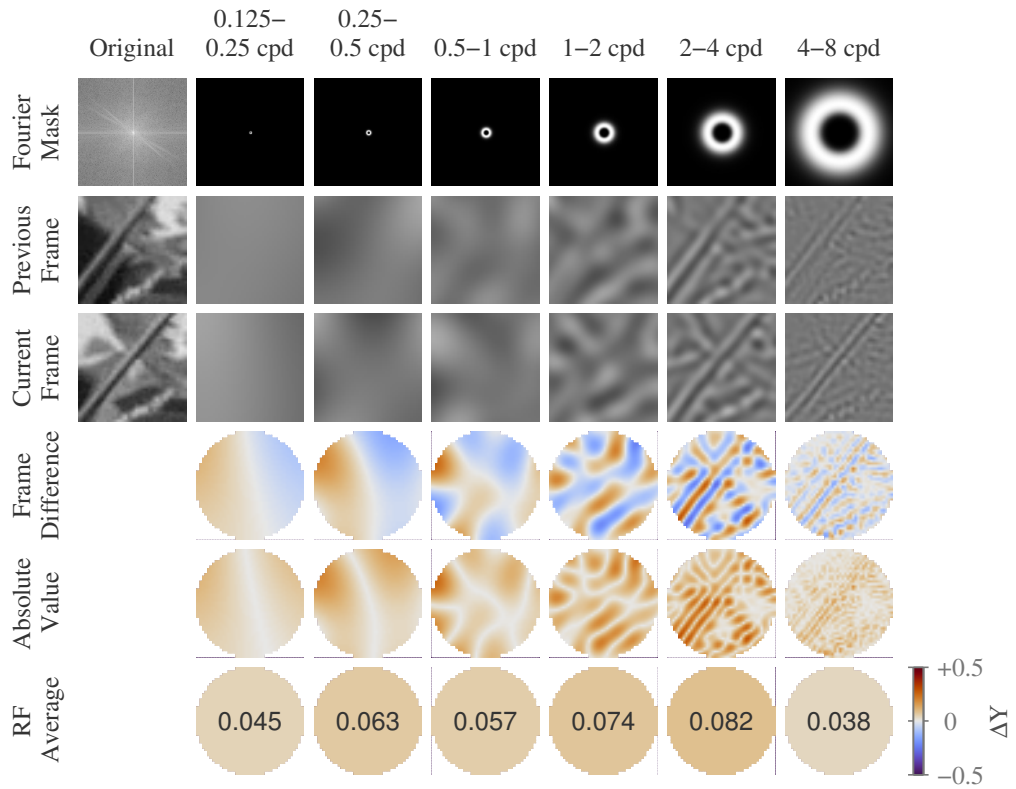 0.125–
0.25–
Original
0.25 cpd
0.5 cpd
0.5–1 cpd
1–2 cpd
2–4 cpd
4–8 cpd
Fourier
Mask
Previous
Frame
Current
Frame
Frame
Difference
Absolute
Value
RF
Average
0.045
0.063
0.057
0.074
0.082
0.038
+0.5
0
−0.5
ΔY